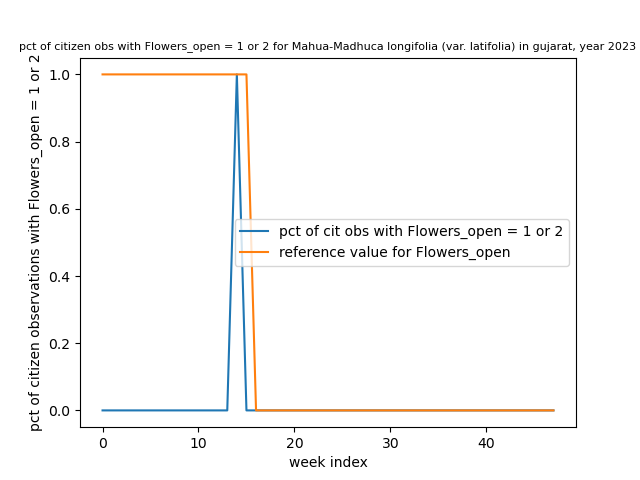 pct of citizen obs with Flowers_open = 1 or 2 for Mahua-Madhuca longifolia (var. latifolia) in gujarat, year 2023
pct of citizen observations with Flowers_open = 1 or 2
1.0
0.8
0.6
0.4
0.2
0.0
pct of cit obs with Flowers_open = 1 or 2
reference value for Flowers_open
0 10 20 30 40
week index